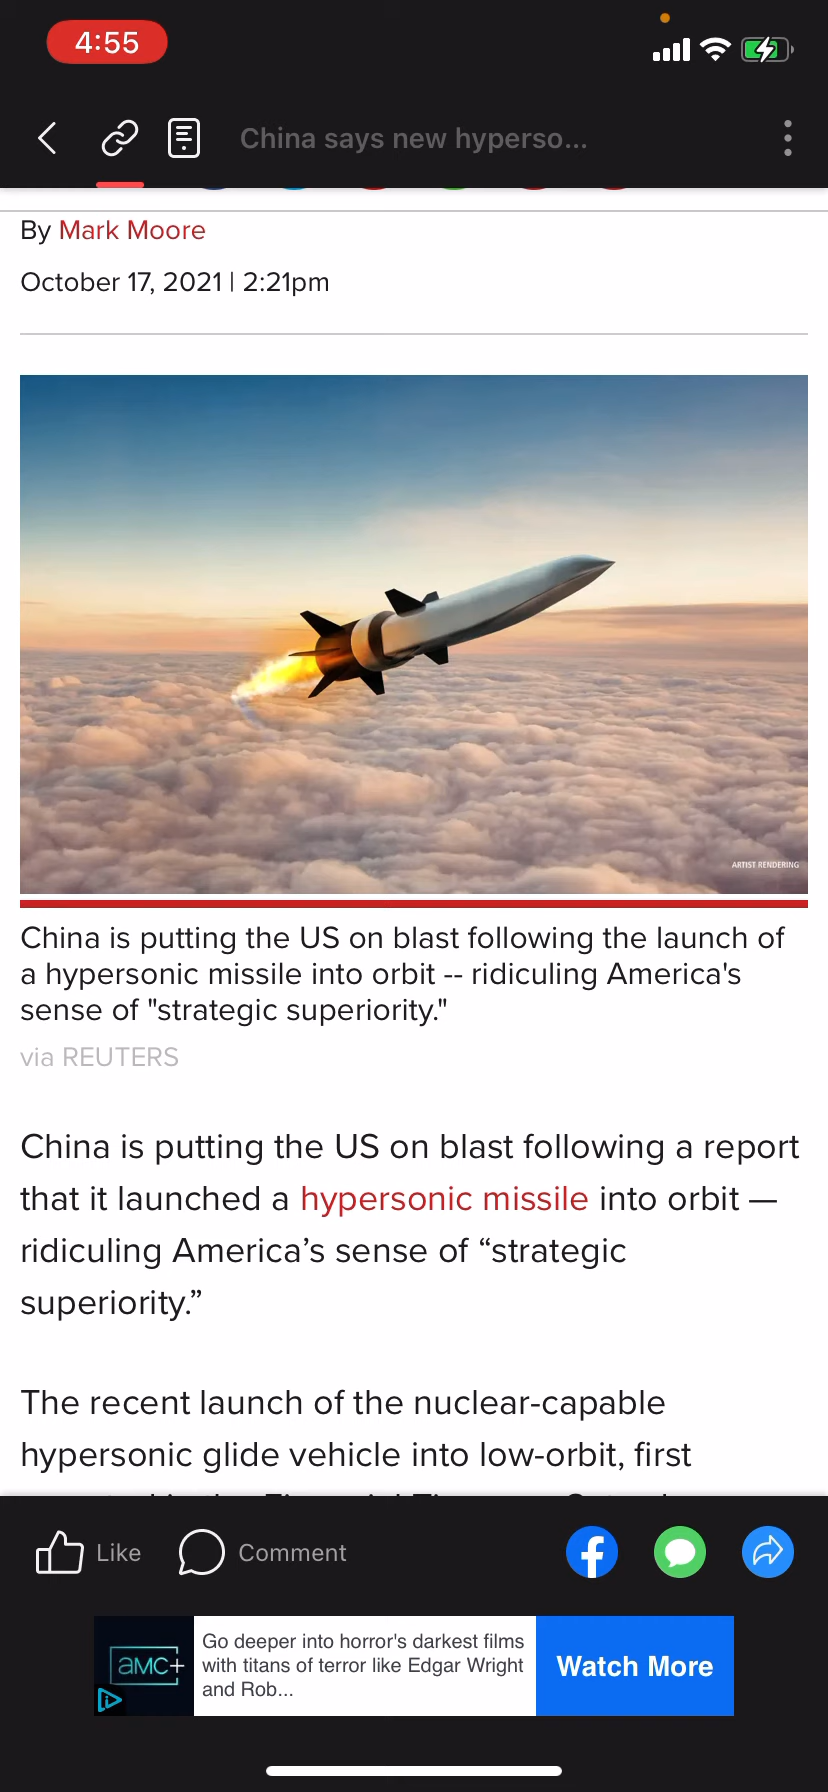 4:55
China says new hyperso...
By Mark Moore
October 17, 2021 | 2:21pm
ARTIST RENDERING
China is putting the US on blast following the launch of
a hypersonic missile into orbit -- ridiculing America's
sense of "strategic superiority."
via REUTERS
China is putting the US on blast following a report
that it launched a hypersonic missile into orbit —
ridiculing America’s sense of “strategic
superiority.”
The recent launch of the nuclear-capable
hypersonic glide vehicle into low-orbit, first
Like
Comment
aMC+
Go deeper into horror's darkest films
with titans of terror like Edgar Wright
and Rob...
Watch More